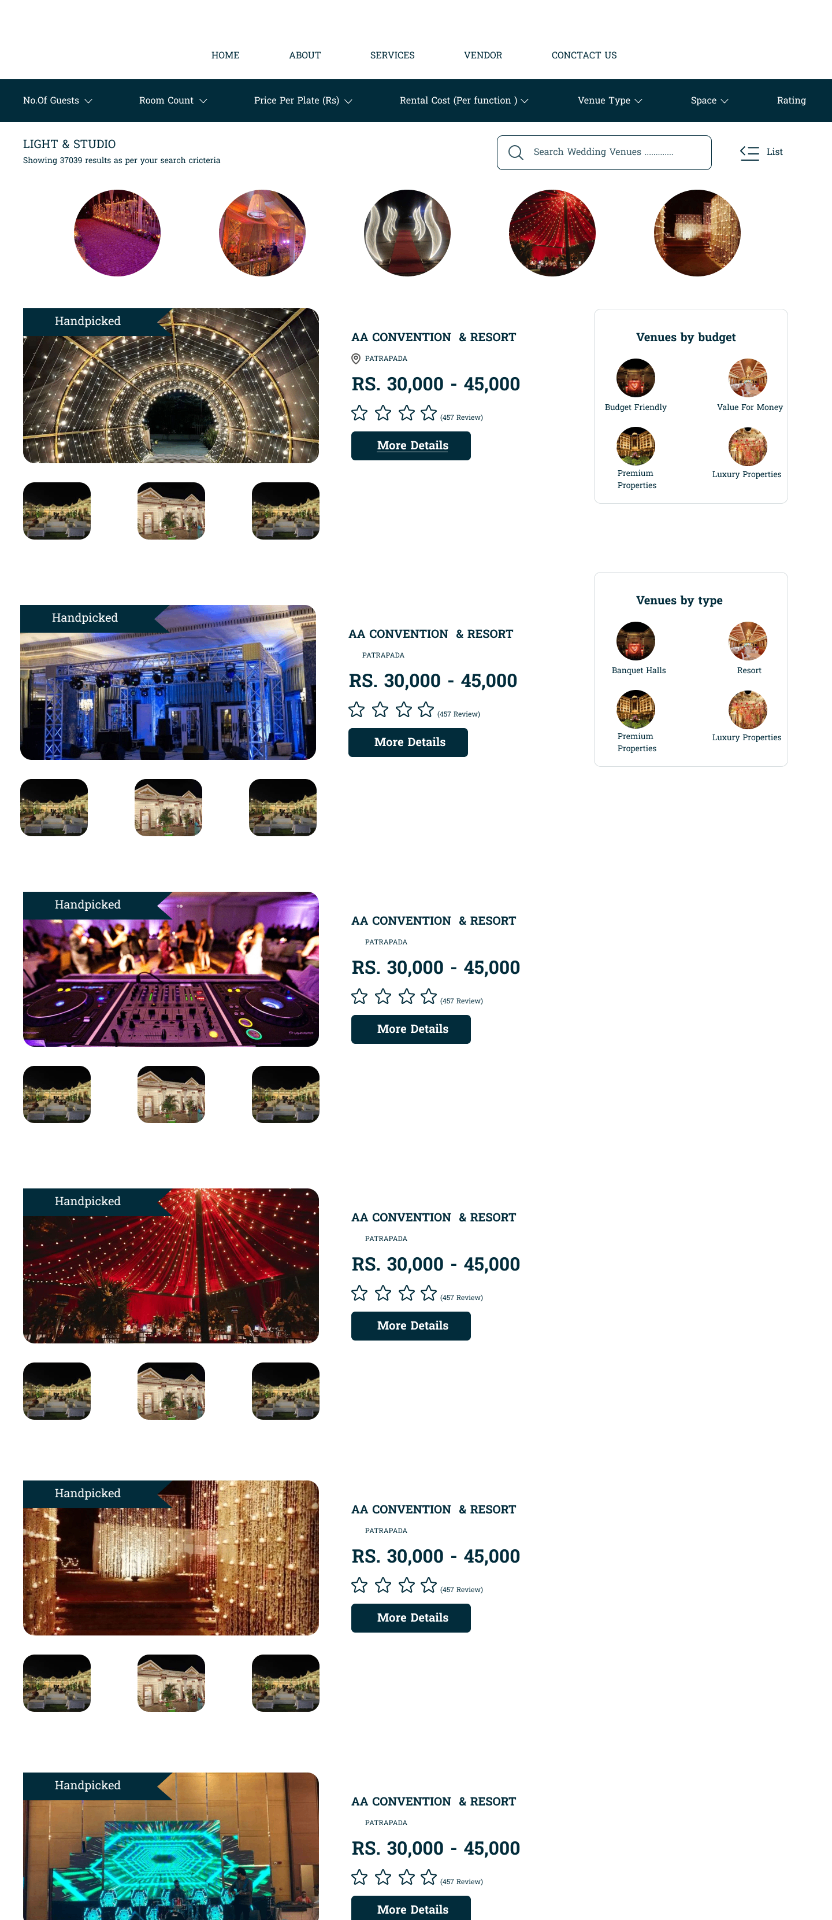 HOME ABOUT SERVICES VENDOR CONCTACT US
No.Of Guests Room Count Price Per Plate (Rs) Rental Cost (Per function ) Venue Type Space Rating
LIGHT & STUDIO
Showing 37039 results as per your search cricteria
Search Wedding Venues .............
List
Handpicked
AA CONVENTION & RESORT
PATRAPADA
RS. 30,000 - 45,000
(457 Review)
More Details
Venues by budget
Budget Friendly Value For Money
Premium
Properties
Luxury Properties
Handpicked
AA CONVENTION & RESORT
PATRAPADA
RS. 30,000 - 45,000
(457 Review)
More Details
Venues by type
Banquet Halls Resort
Premium
Properties
Luxury Properties
Handpicked
AA CONVENTION & RESORT
PATRAPADA
RS. 30,000 - 45,000
(457 Review)
More Details
Handpicked
AA CONVENTION & RESORT
PATRAPADA
RS. 30,000 - 45,000
(457 Review)
More Details
Handpicked
AA CONVENTION & RESORT
PATRAPADA
RS. 30,000 - 45,000
(457 Review)
More Details
Handpicked
AA CONVENTION & RESORT
PATRAPADA
RS. 30,000 - 45,000
(457 Review)
More Details